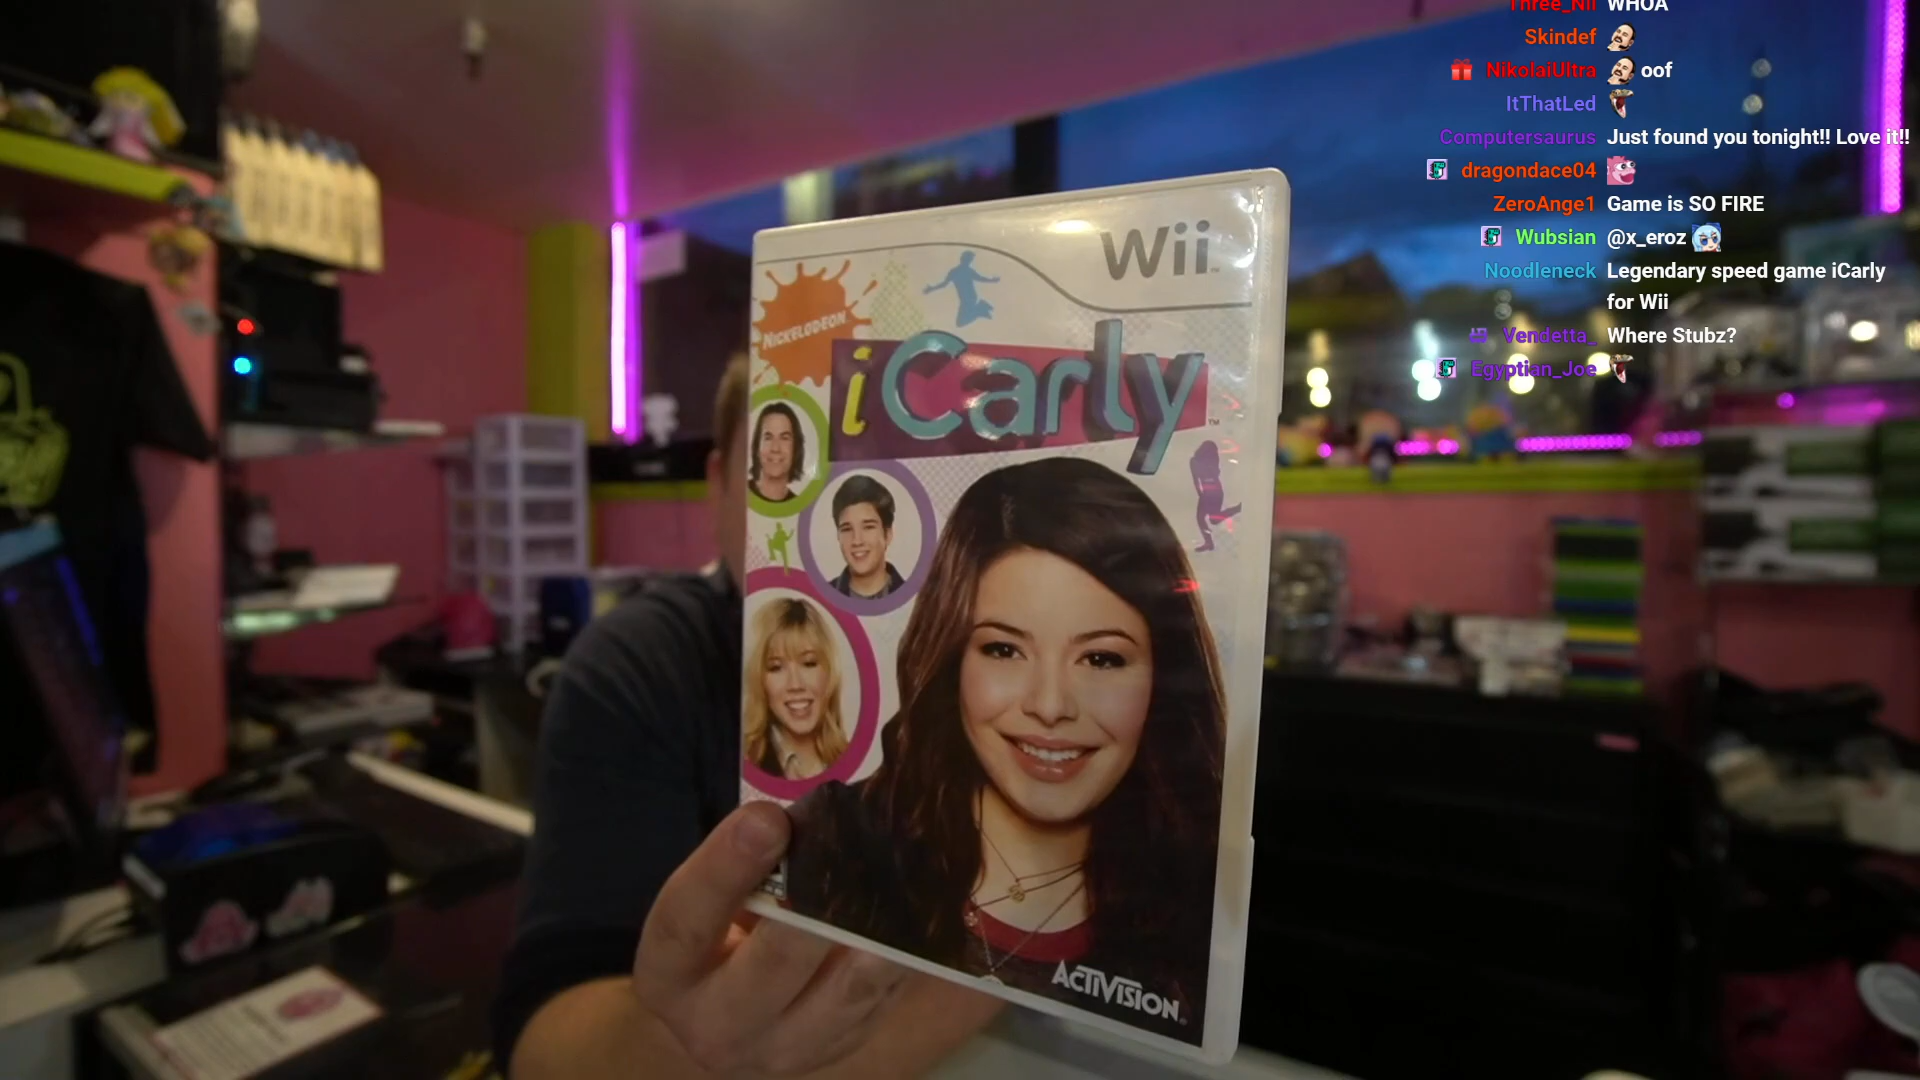 Three_Nil WHOA
Skindef
NikolaiUltra oof
ItThatLed
Computersaurus Just found you tonight!! Love it!!
dragondace04
ZeroAnge1 Game is SO FIRE
Wubsian @x_eroz
Noodleneck Legendary speed game iCarly
for Wii
Vendetta_ Where Stubz?
Egyptian_Joe
Wii
NICKELODEON
iCarly
ACTIVISION